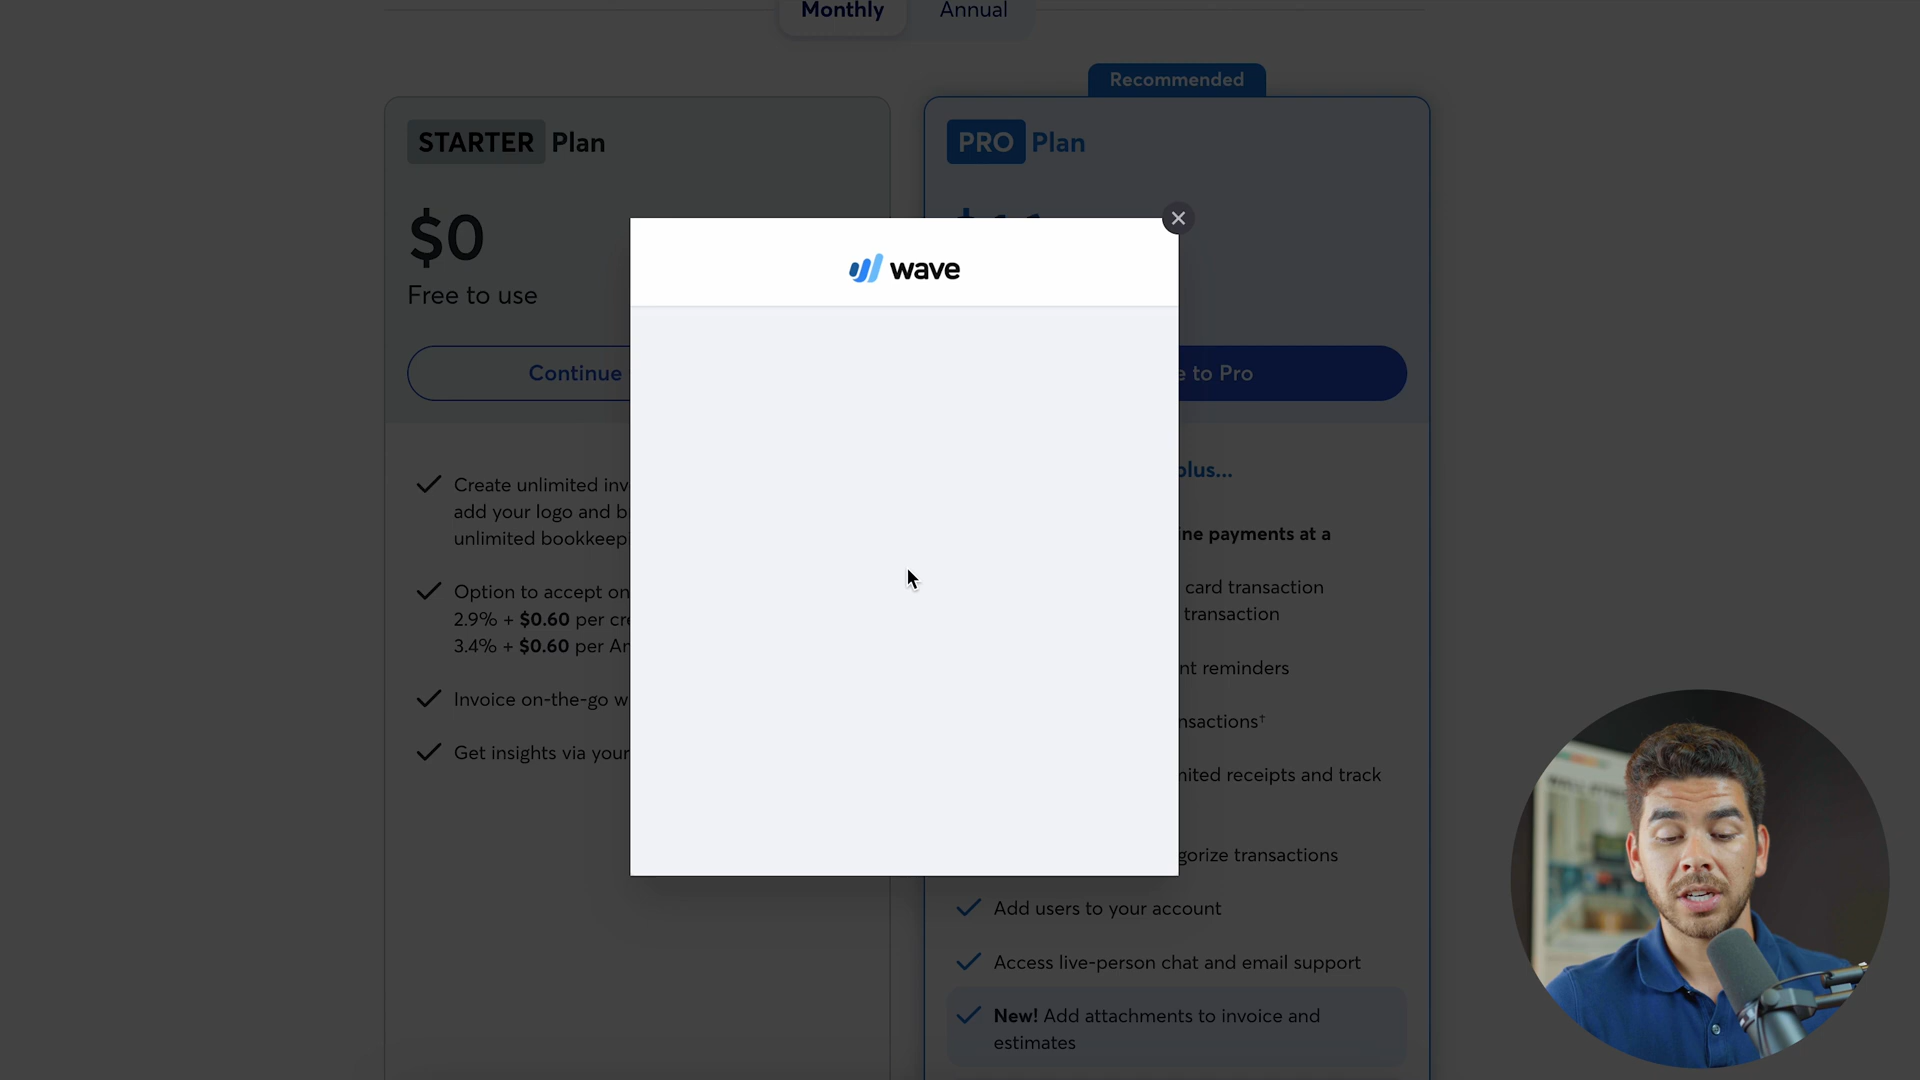 Monthly
Annual
Recommended
STARTER Plan
PRO Plan
$0
Free to use
wave
Continue
e to Pro
Create unlimited inv
add your logo and b
unlimited bookkeep
Option to accept on
2.9% + $0.60 per cre
3.4% + $0.60 per Am
Invoice on-the-go w
Get insights via your
plus...
ine payments at a
card transaction
transaction
nt reminders
nsactions†
nited receipts and track
gorize transactions
Add users to your account
Access live-person chat and email support
New! Add attachments to invoice and
estimates